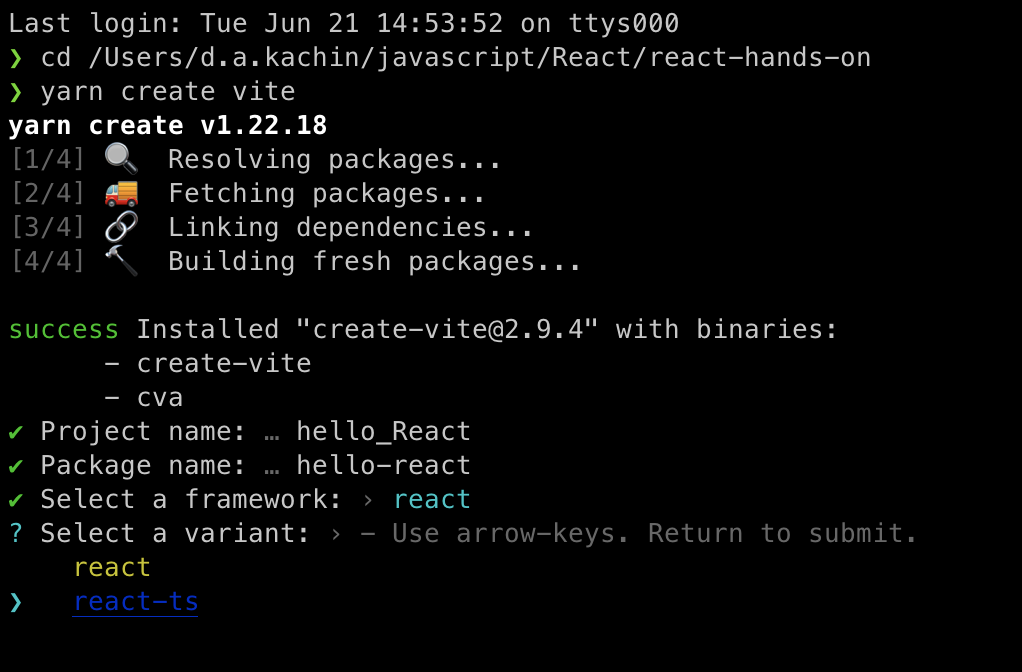 Last login: Tue Jun 21 14:53:52 on ttys000
❯ cd /Users/d.a.kachin/javascript/React/react-hands-on
❯ yarn create vite
yarn create v1.22.18
[1/4] 🔍  Resolving packages...
[2/4] 🚚  Fetching packages...
[3/4] 🔗  Linking dependencies...
[4/4] 🔨  Building fresh packages...
success Installed "create-vite@2.9.4" with binaries:
      - create-vite
      - cva
✔ Project name: … hello_React
✔ Package name: … hello-react
✔ Select a framework: › react
? Select a variant: › - Use arrow-keys. Return to submit.
    react
❯   react-ts